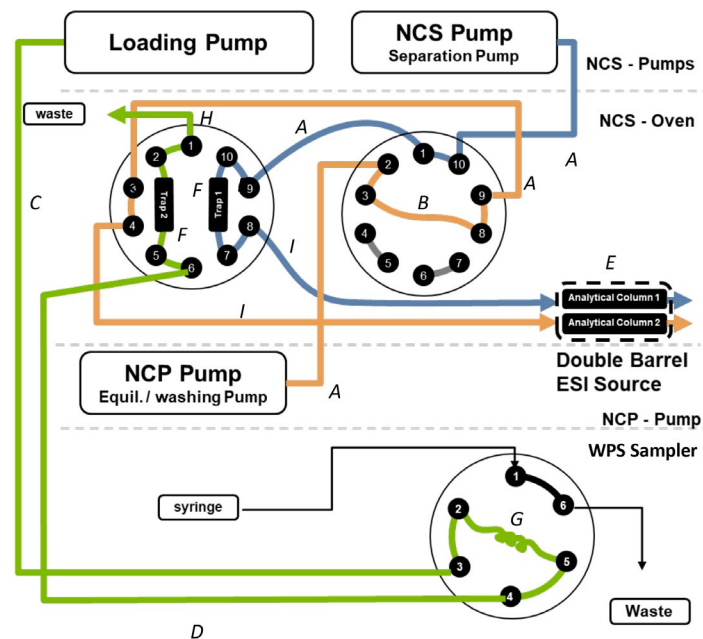 Loading Pump
NCS Pump
Separation Pump
NCS - Pumps
waste
H
NCS - Oven
A
A
1
2
10
3
9
4
8
5
7
6
Trap 2
Trap 1
F
F
C
1
2
10
3
9
4
8
5
7
6
B
A
I
I
E
Analytical Column 1
Analytical Column 2
Double Barrel
ESI Source
NCP Pump
Equil. / washing Pump
A
NCP - Pump
WPS Sampler
syringe
1
2
6
G
3
5
4
Waste
D